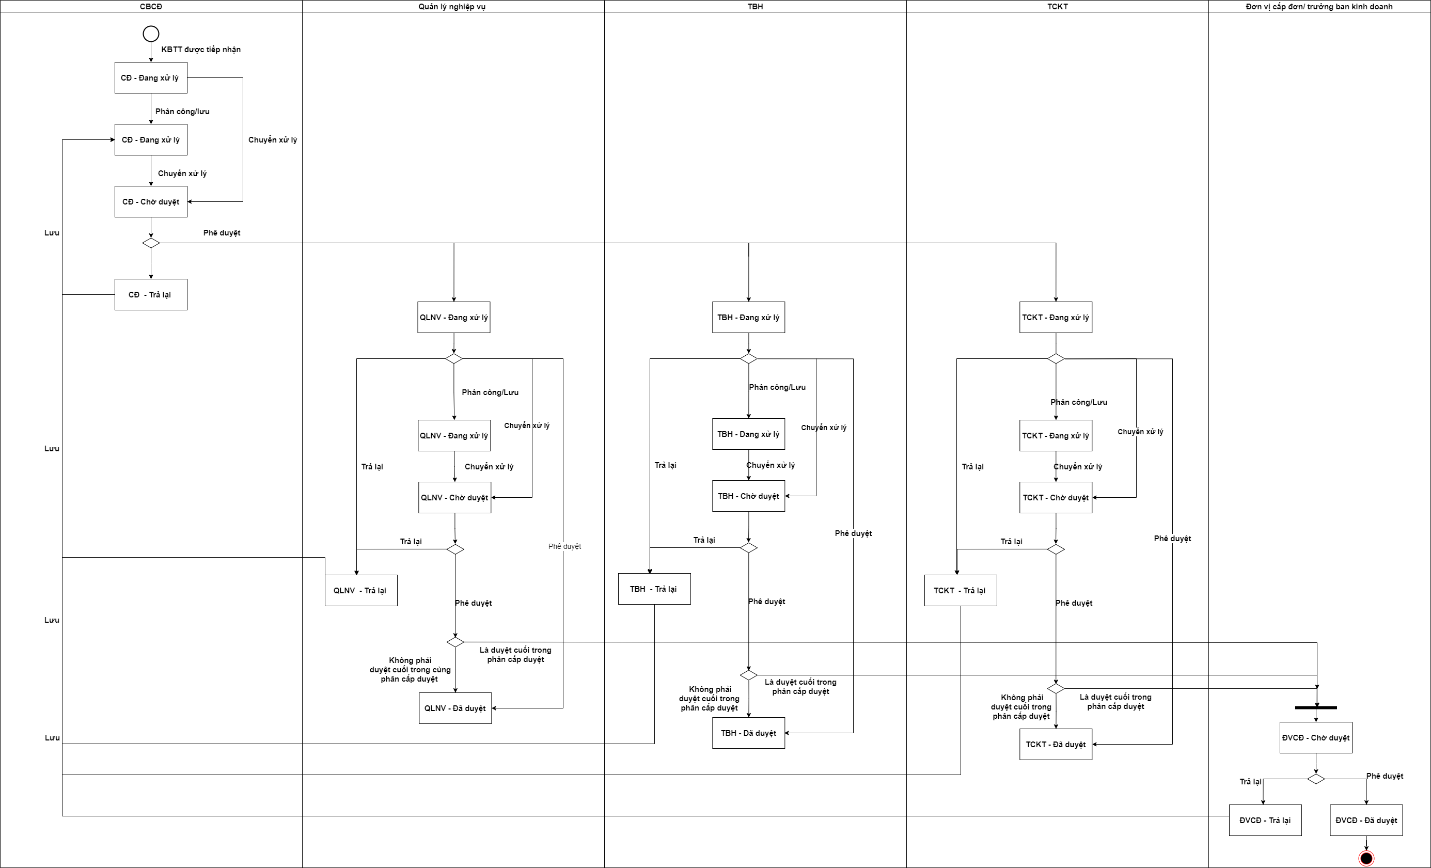 CBCĐ
Quản lý nghiệp vụ
TBH
TCKT
Đơn vị cấp đơn/ trưởng ban kinh doanh
KBTT được tiếp nhận
CĐ - Đang xử lý
Phân công/lưu
CĐ - Đang xử lý
Chuyển xử lý
Chuyển xử lý
CĐ - Chờ duyệt
Lưu
Phê duyệt
CĐ - Trả lại
QLNV - Đang xử lý
TBH - Đang xử lý
TCKT - Đang xử lý
Phân công/Lưu
Phân công/Lưu
Phân công/Lưu
Chuyển xử lý
Chuyển xử lý
Chuyển xử lý
QLNV - Đang xử lý
TBH - Đang xử lý
TCKT - Đang xử lý
Lưu
Trả lại
Chuyển xử lý
Trả lại
Chuyển xử lý
Trả lại
Chuyển xử lý
QLNV - Chờ duyệt
TBH - Chờ duyệt
TCKT - Chờ duyệt
Trả lại
Phê duyệt
Trả lại
Phê duyệt
Trả lại
Phê duyệt
QLNV - Trả lại
TBH - Trả lại
TCKT - Trả lại
Phê duyệt
Phê duyệt
Phê duyệt
Lưu
Không phải
duyệt cuối trong cùng
phân cấp duyệt
Là duyệt cuối trong
phân cấp duyệt
Không phải
duyệt cuối trong
phân cấp duyệt
Là duyệt cuối trong
phân cấp duyệt
Không phải
duyệt cuối trong
phân cấp duyệt
Là duyệt cuối trong
phân cấp duyệt
QLNV - Đã duyệt
TBH - Đã duyệt
TCKT - Đã duyệt
Lưu
ĐVCĐ - Chờ duyệt
Trả lại
Phê duyệt
ĐVCĐ - Trả lại
ĐVCĐ - Đã duyệt